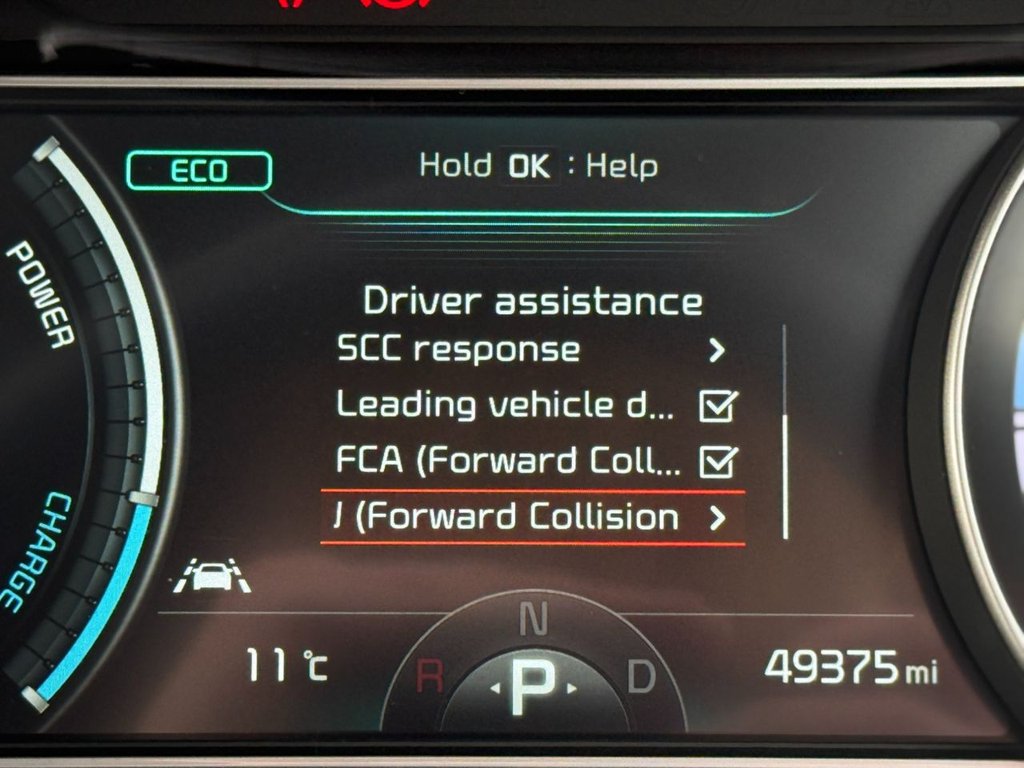 ECO
Hold OK : Help
POWER
CHARGE
Driver assistance
SCC response
Leading vehicle d...
FCA (Forward Coll...
(Forward Collision
N
R P D
11 °C
49375 mi